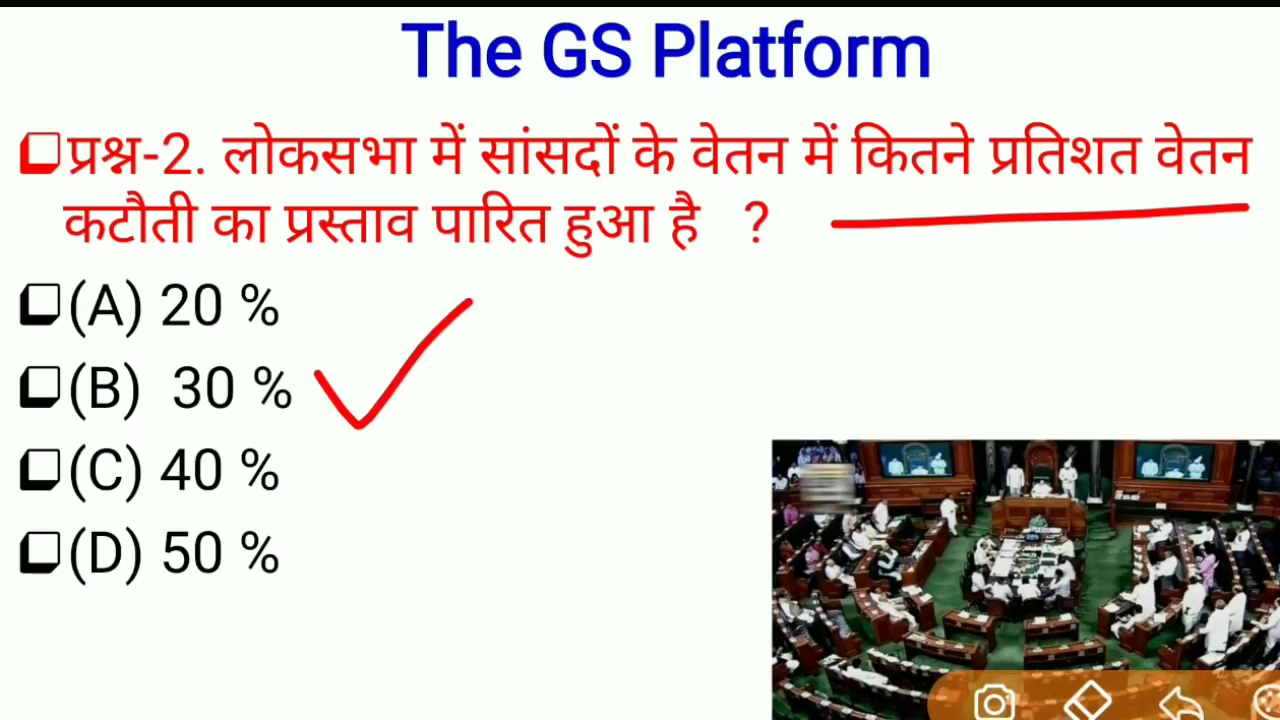 The GS Platform
प्रश्न-2. लोकसभा में सांसदों के वेतन में कितने प्रतिशत वेतन
कटौती का प्रस्ताव पारित हुआ है ?
(A) 20 %
(B) 30 %
(C) 40 %
(D) 50 %